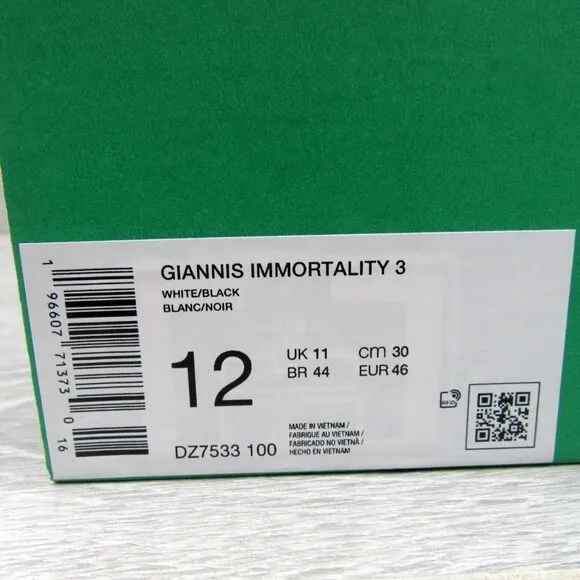 GIANNIS IMMORTALITY 3
WHITE/BLACK
BLANC/NOIR
12
UK 11 cm 30
BR 44 EUR 46
DZ7533 100
MADE IN VIETNAM /
FABRIQUÉ AU VIETNAM /
FABRICADO NO VIETNÃ /
HECHO EN VIETNAM
RFID
1 96607 71373 0 16